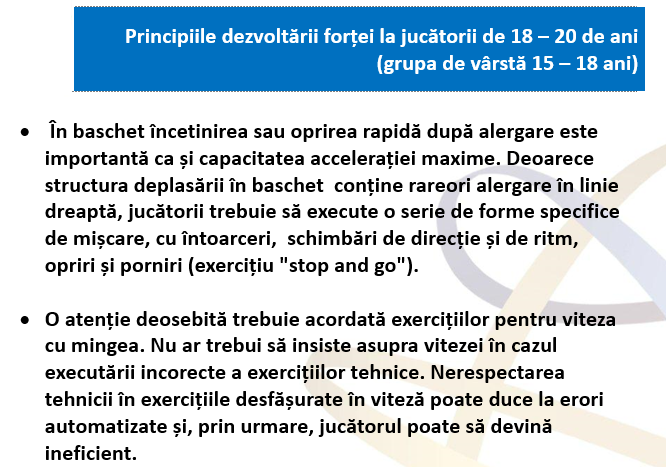 Principiile dezvoltării forței la jucătorii de 18 – 20 de ani
(grupa de vârstă 15 – 18 ani)
• În baschet încetinirea sau oprirea rapidă după alergare este
importantă ca și capacitatea accelerației maxime. Deoarece
structura deplasării în baschet conține rareori alergare în linie
dreaptă, jucătorii trebuie să execute o serie de forme specifice
de mișcare, cu întoarceri, schimbări de direcție și de ritm,
opriri și porniri (exercițiu "stop and go").
• O atenție deosebită trebuie acordată exercițiilor pentru viteza
cu mingea. Nu ar trebui să insiste asupra vitezei în cazul
executării incorecte a exercițiilor tehnice. Nerespectarea
tehnicii în exercițiile desfășurate în viteză poate duce la erori
automatizate și, prin urmare, jucătorul poate să devină
ineficient.